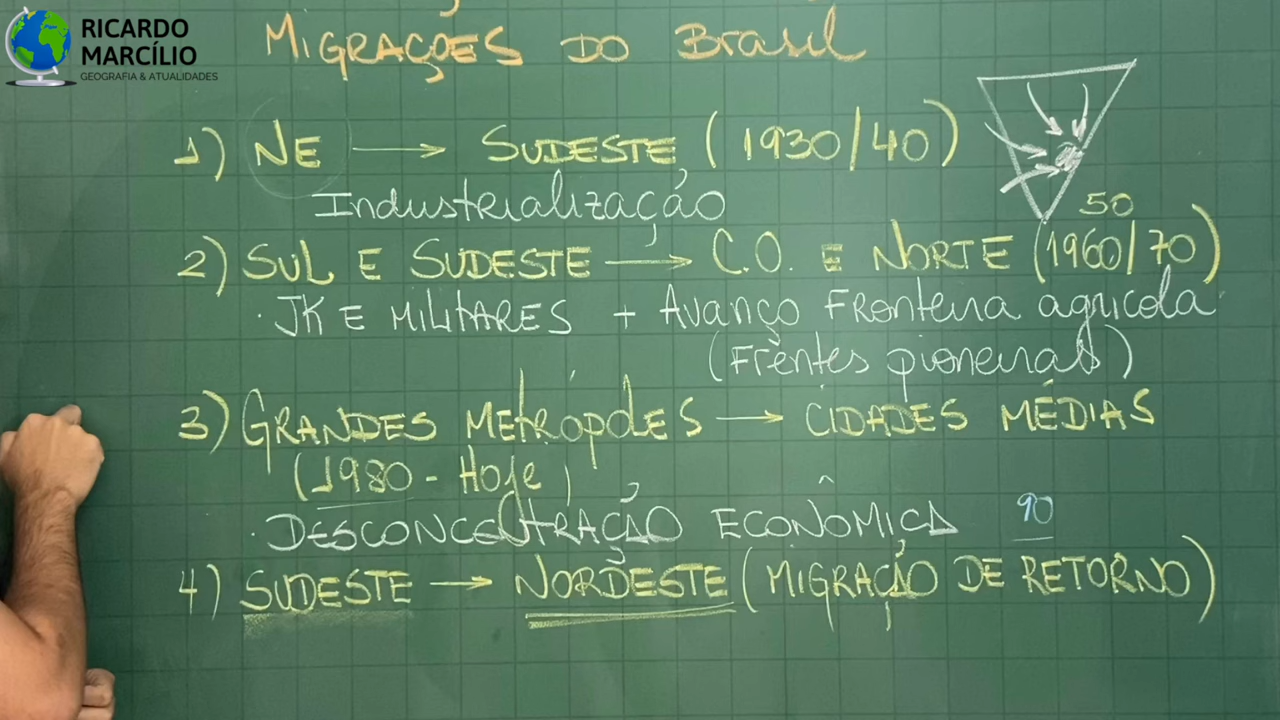 RICARDO
MARCÍLIO
GEOGRAFIA & ATUALIDADES
MIGRAÇÕES DO BRASIL
1) NE → SUDESTE (1930/40)
Industrialização
50
2) SUL E SUDESTE → C.O. E NORTE (1960/70)
· JK E MILITARES + Avanço Fronteira agrícola
(Frentes pioneiras)
3) GRANDES METRÓPOLES → CIDADES MÉDIAS
(1980 - Hoje)
· DESCONCENTRAÇÃO ECONÔMICA
90
4) SUDESTE → NORDESTE (MIGRAÇÃO DE RETORNO)